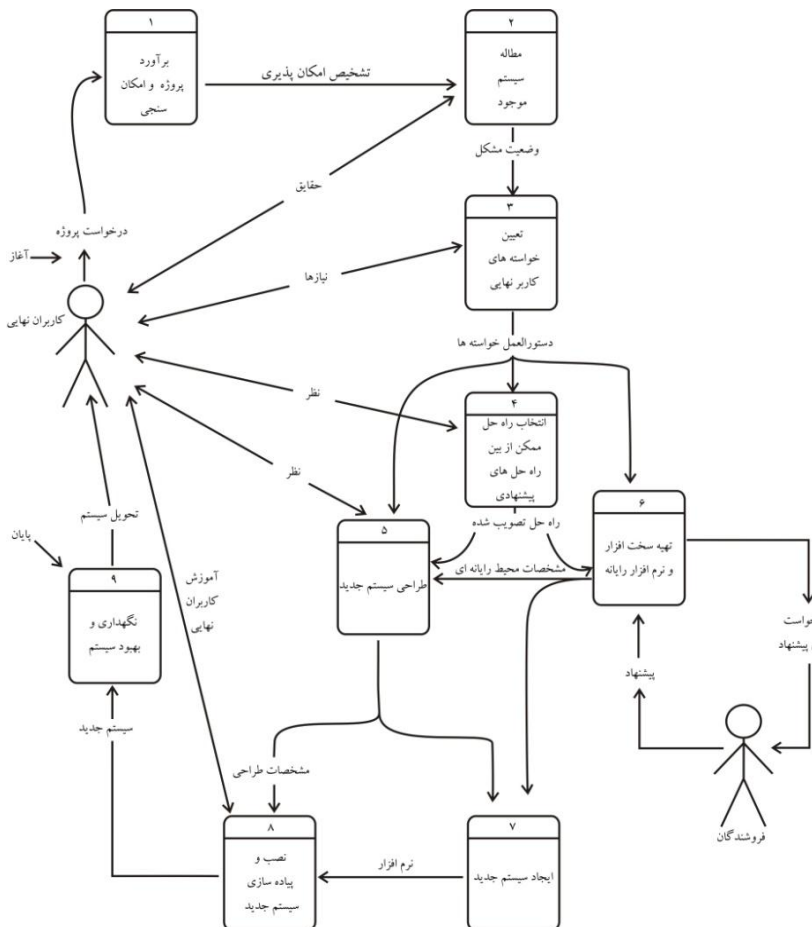 ۱
برآورد
پروژه و امکان
سنجی
تشخیص امکان پذیری
۲
مطاله
سیستم
موجود
وضعیت مشکل
حقایق
۳
تعیین
خواسته های
کاربر نهایی
درخواست پروژه
آغاز
نیازها
کاربران نهایی
دستورالعمل خواسته ها
نظر
۴
انتخاب راه حل
ممکن از بین
راه حل های
پیشنهادی
نظر
راه حل تصویب شده
۶
تهیه سخت افزار
و نرم افزار رایانه
تحویل سیستم
پایان
۵
طراحی سیستم جدید
مشخصات محیط رایانه ای
آموزش
کاربران
نهایی
۹
نگهداری و
بهبود سیستم
خواست
پیشنهاد
پیشنهاد
سیستم جدید
مشخصات طراحی
فروشندگان
۸
نصب و
پیاده سازی
سیستم جدید
نرم افزار
۷
ایجاد سیستم جدید